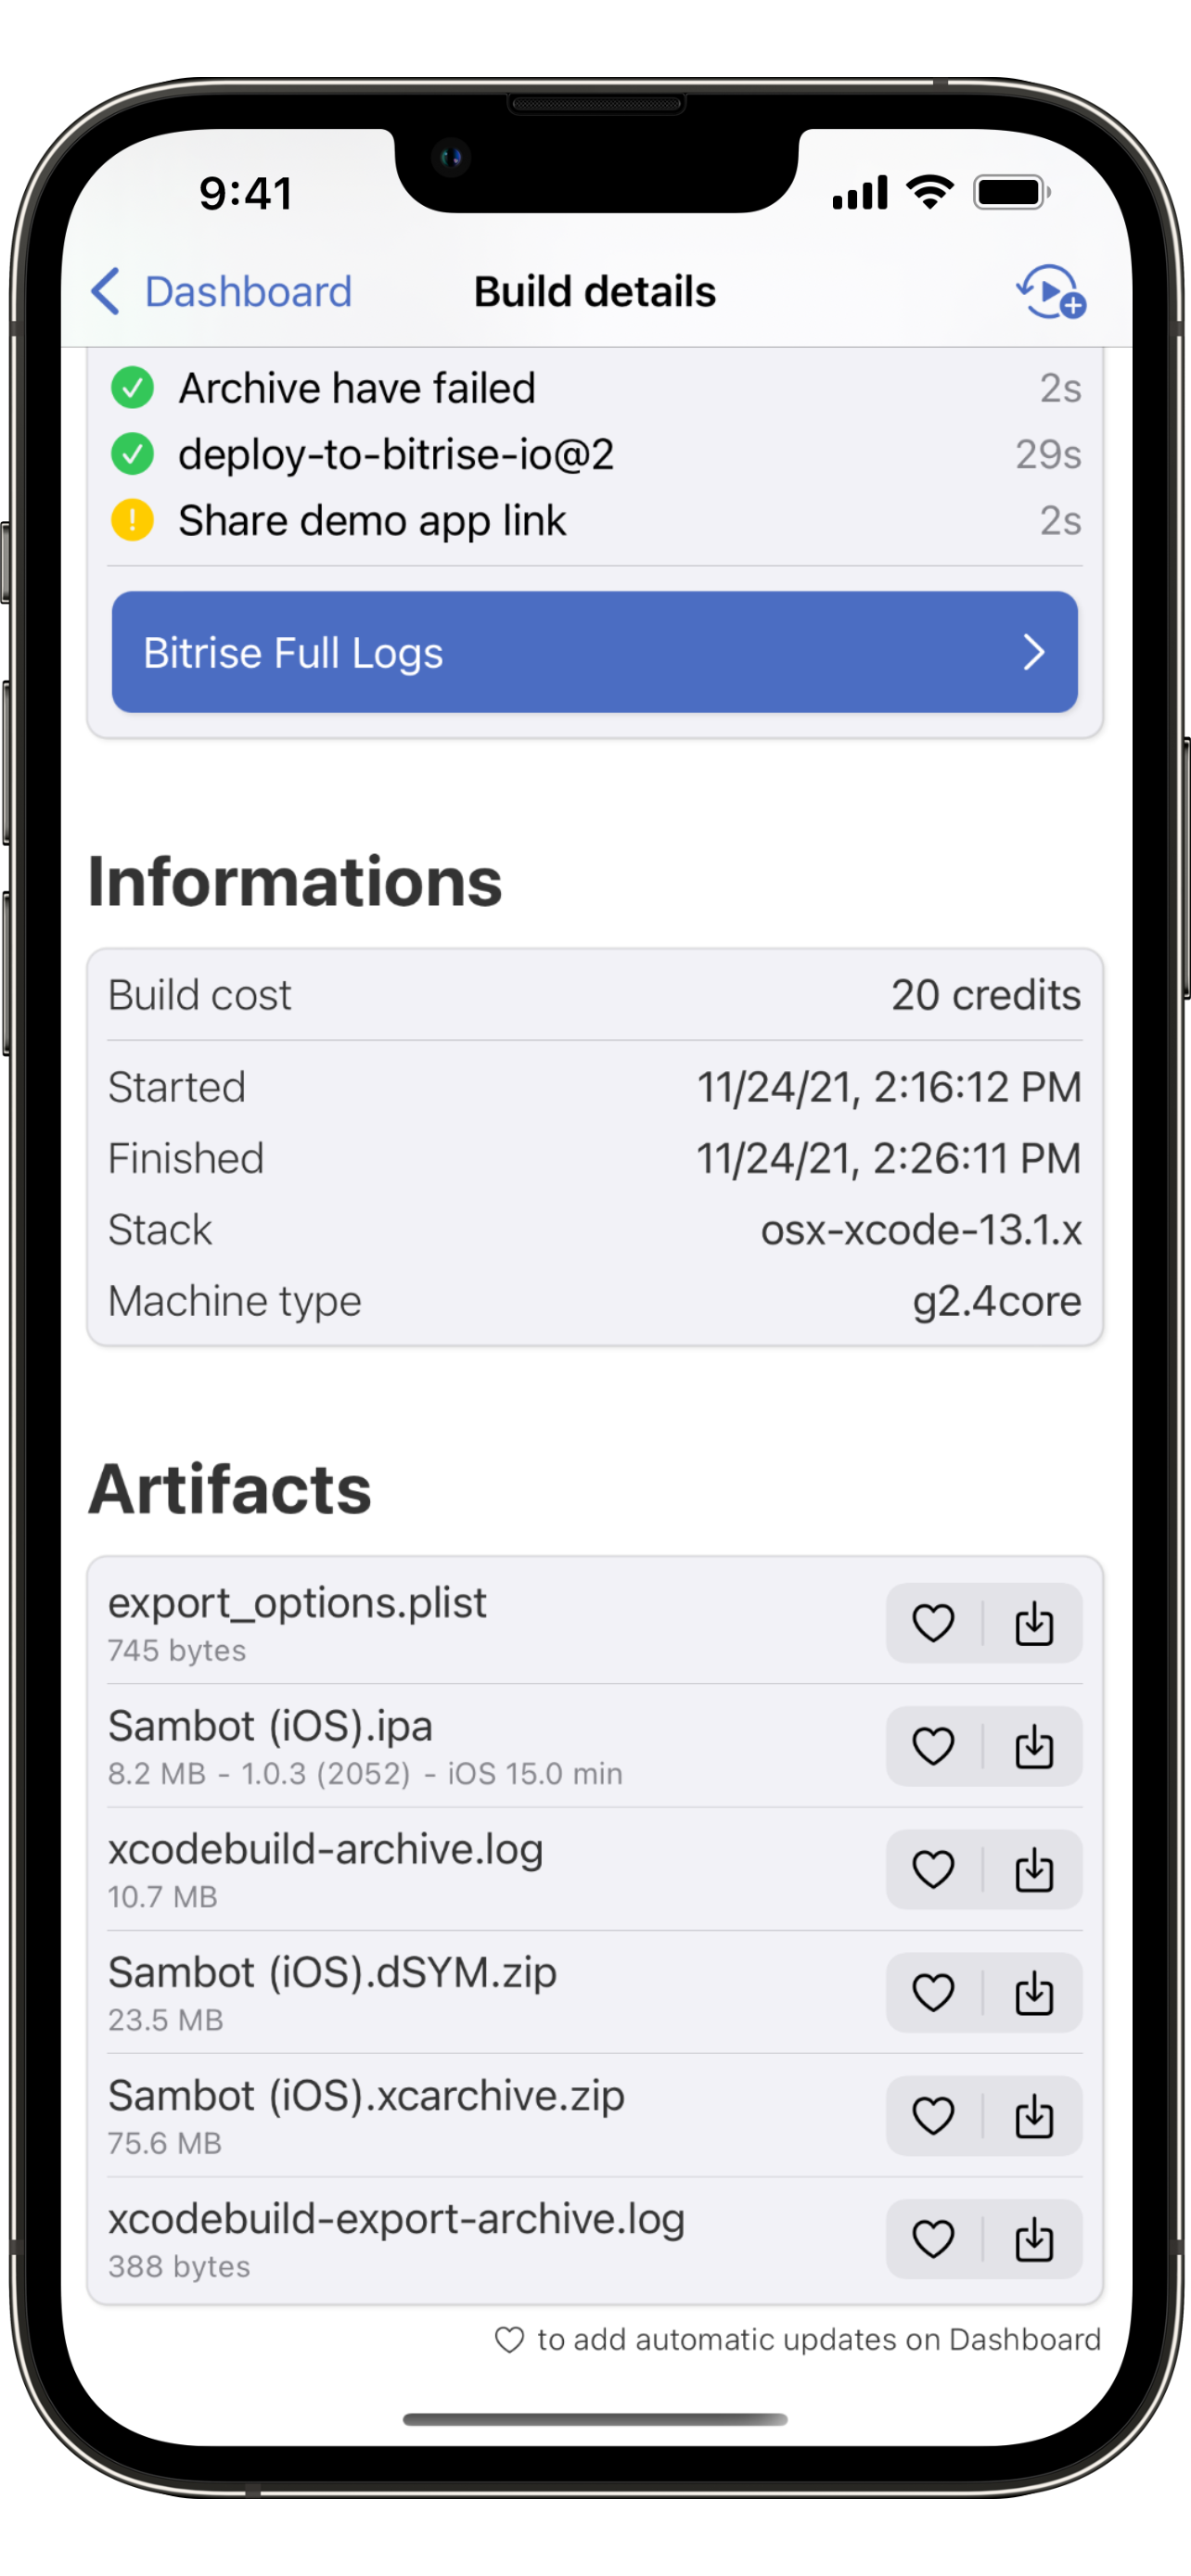 9:41
Dashboard Build details
Archive have failed 2s
deploy-to-bitrise-io@2 29s
Share demo app link 2s
Bitrise Full Logs
Informations
Build cost 20 credits
Started 11/24/21, 2:16:12 PM
Finished 11/24/21, 2:26:11 PM
Stack osx-xcode-13.1.x
Machine type g2.4core
Artifacts
export_options.plist
745 bytes
Sambot (iOS).ipa
8.2 MB - 1.0.3 (2052) - iOS 15.0 min
xcodebuild-archive.log
10.7 MB
Sambot (iOS).dSYM.zip
23.5 MB
Sambot (iOS).xcarchive.zip
75.6 MB
xcodebuild-export-archive.log
388 bytes
♡ to add automatic updates on Dashboard